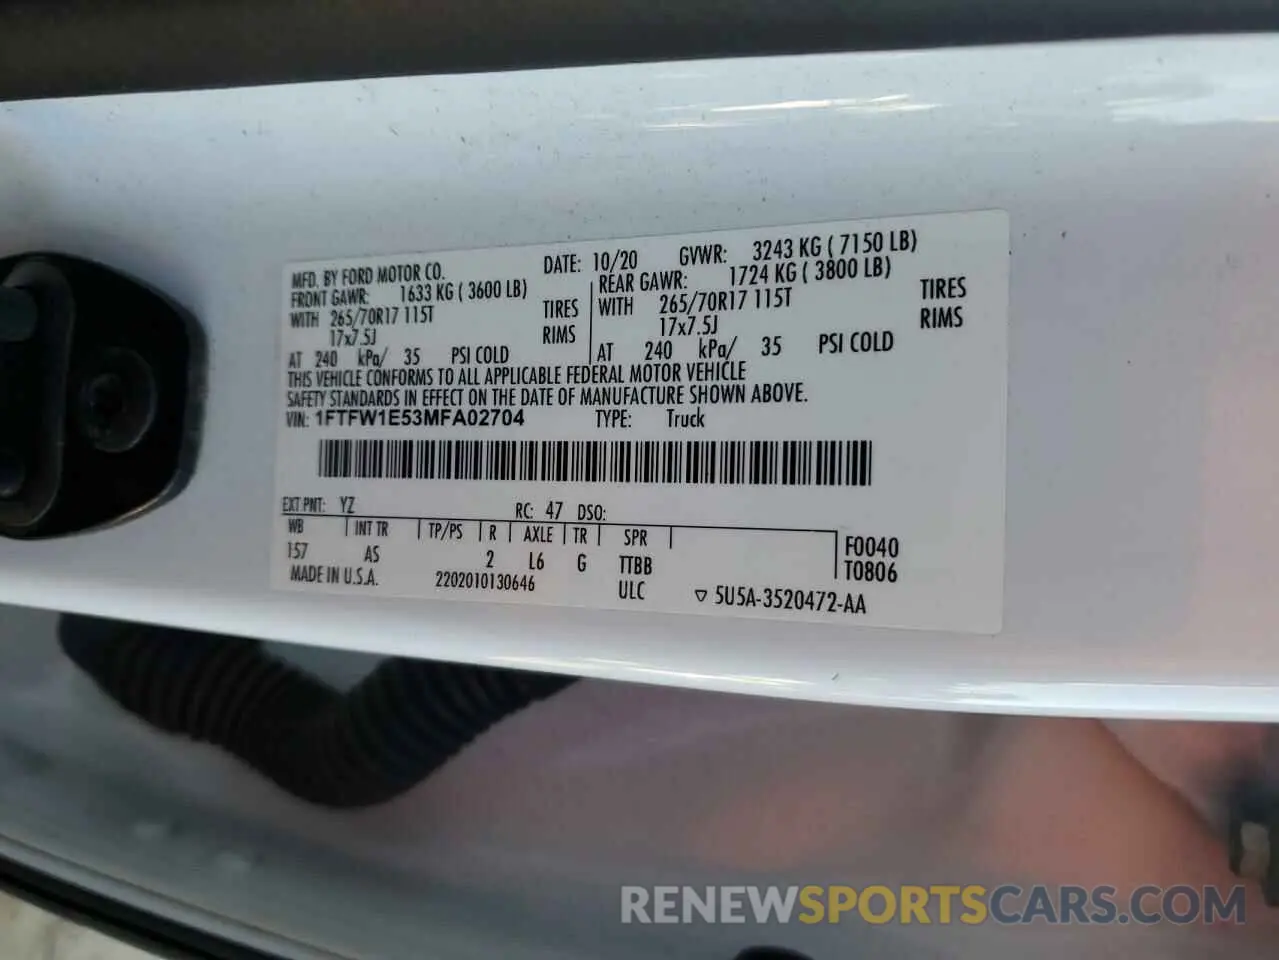 MFD. BY FORD MOTOR CO. DATE: 10/20 GVWR: 3243 KG ( 7150 LB)
FRONT GAWR: 1633 KG ( 3600 LB) REAR GAWR: 1724 KG ( 3800 LB)
WITH 265/70R17 115T TIRES WITH 265/70R17 115T TIRES
17x7.5J RIMS 17x7.5J RIMS
AT 240 kPa/ 35 PSI COLD AT 240 kPa/ 35 PSI COLD
THIS VEHICLE CONFORMS TO ALL APPLICABLE FEDERAL MOTOR VEHICLE
SAFETY STANDARDS IN EFFECT ON THE DATE OF MANUFACTURE SHOWN ABOVE.
VIN: 1FTFW1E53MFA02704 TYPE: Truck
EXT PNT: YZ RC: 47 DSO:
WB INT TR TP/PS R AXLE TR SPR
157 AS 2 L6 G TTBB F0040
MADE IN U.S.A. 2202010130646 ULC T0806
▽ 5U5A-3520472-AA
RENEWSPORTSCARS.COM